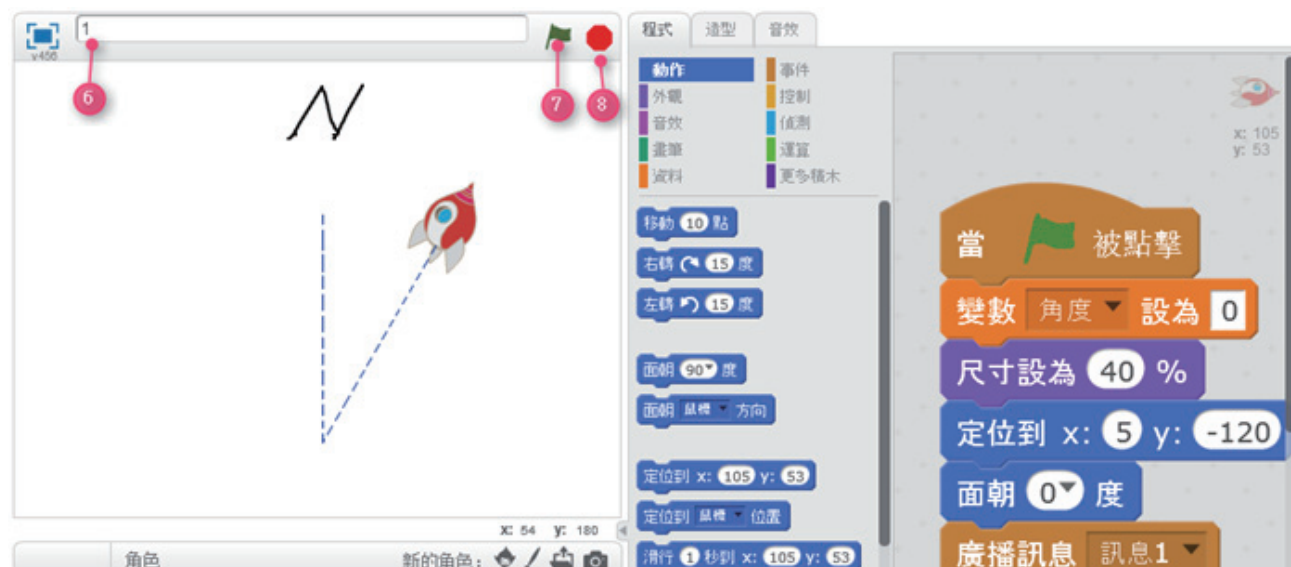 1
v456
6
7
8
N
程式 造型 音效
動作 事件
外觀 控制
音效 偵測
畫筆 運算
資料 更多積木
移動 10 點
右轉 15 度
左轉 15 度
面朝 90 度
面朝 鼠標 方向
定位到 x: 105 y: 53
定位到 鼠標 位置
滑行 1 秒到 x: 105 y: 53
x: 105
y: 53
當 被點擊
變數 角度 設為 0
尺寸設為 40 %
定位到 x: 5 y: -120
面朝 0 度
廣播訊息 訊息1
X: 54 y: 180
角色 新的角色: